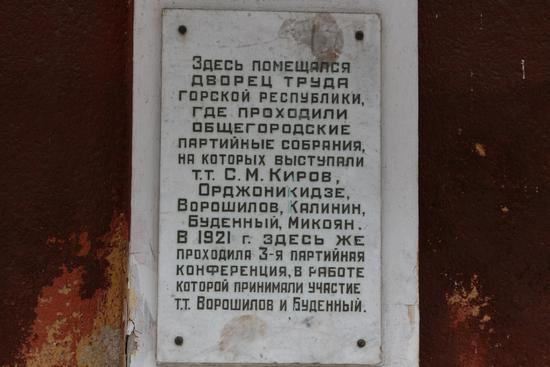 Здесь помещался
дворец труда
Горской республики,
где проходили
общегородские
партийные собрания,
на которых выступали
т.т. С.М. Киров,
Орджоникидзе,
Ворошилов, Калинин,
Буденный, Микоян.
В 1921 г. здесь же
проходила 3-я партийная
конференция, в работе
которой принимали участие
т.т. Ворошилов и Буденный.